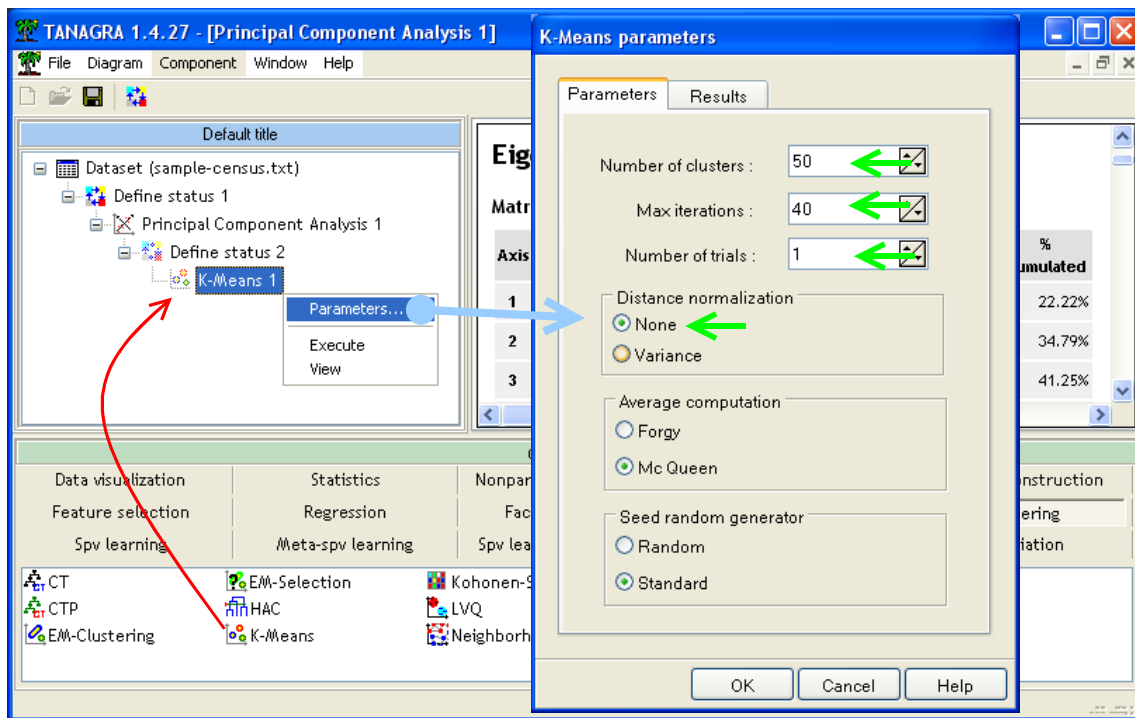 TANAGRA 1.4.27 - [Principal Component Analysis 1]
File Diagram Component Window Help
Default title
Dataset (sample-census.txt)
Define status 1
Principal Component Analysis 1
Define status 2
K-Means 1
Parameters...
Execute
View
Eig
Matr
Axis
%
1 22.22%
2 34.79%
3 41.25%
Data visualization Statistics Nonpar nstruction
Feature selection Regression Fac ering
Spv learning Meta-spv learning Spv lea iation
CT EM-Selection Kohonen-S
CTP HAC LVQ
EM-Clustering K-Means Neighborh
K-Means parameters
Parameters Results
Number of clusters : 50
Max iterations : 40
Number of trials : 1
Distance normalization
None
Variance
Average computation
Forgy
Mc Queen
Seed random generator
Random
Standard
OK Cancel Help